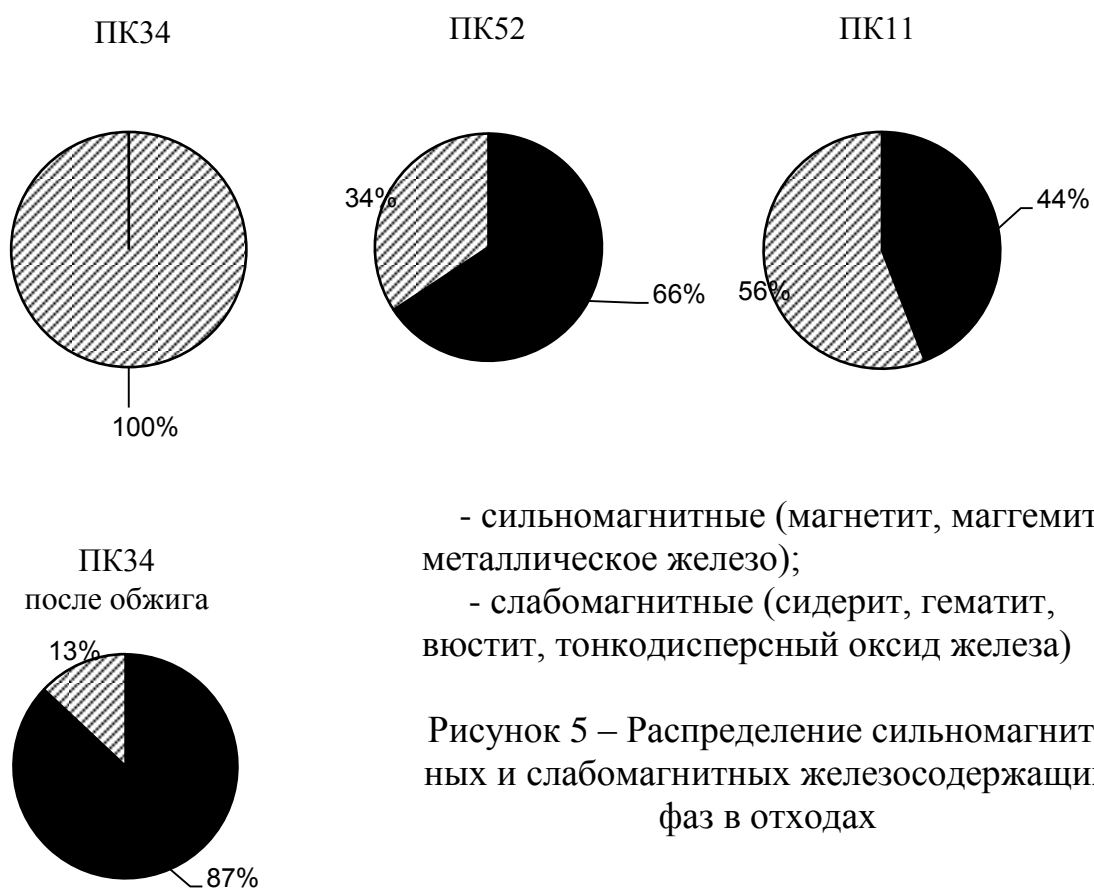 ПК34
ПК52
ПК11
34%
66%
56%
44%
100%
ПК34
после обжига
13%
87%
- сильномагнитные (магнетит, маггемит
металлическое железо);
- слабомагнитные (сидерит, гематит,
вюстит, тонкодисперсный оксид железа)
Рисунок 5 – Распределение сильномагнит
ных и слабомагнитных железосодержащи
фаз в отходах